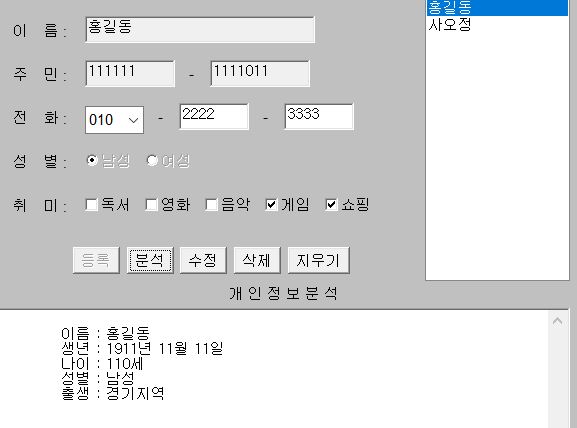 이 름 : 홍길동
홍길동
사오정
주 민 : 111111 - 1111011
전 화 : 010 - 2222 - 3333
성 별 : 남성 여성
취 미 : 독서 영화 음악 게임 쇼핑
등록 분석 수정 삭제 지우기
개 인 정 보 분 석
이름 : 홍길동
생년 : 1911년 11월 11일
나이 : 110세
성별 : 남성
출생 : 경기지역